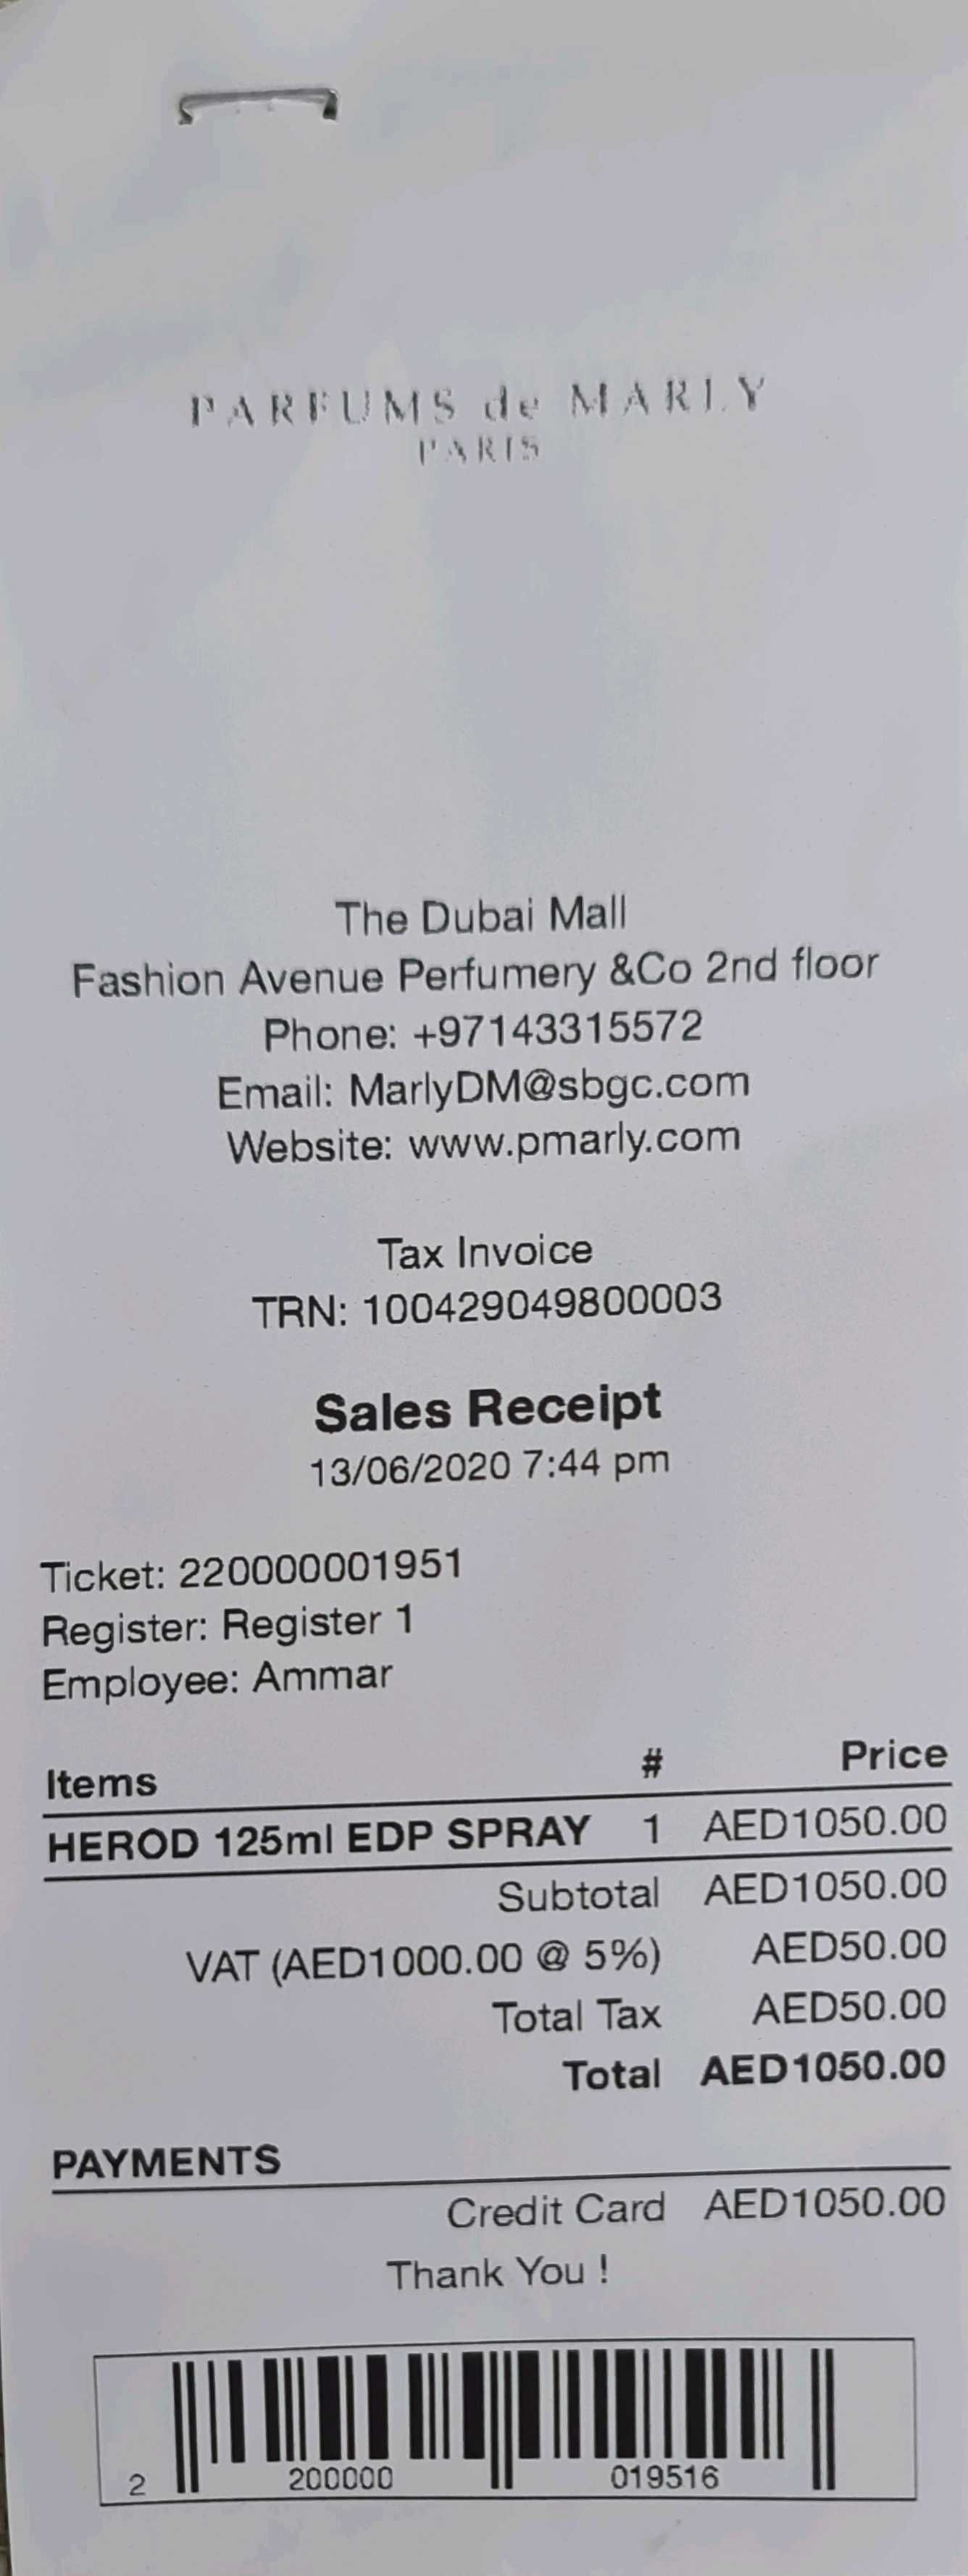 PARFUMS de MARLY
PARIS
The Dubai Mall
Fashion Avenue Perfumery &Co 2nd floor
Phone: +97143315572
Email: MarlyDM@sbgc.com
Website: www.pmarly.com
Tax Invoice
TRN: 100429049800003
Sales Receipt
13/06/2020 7:44 pm
Ticket: 220000001951
Register: Register 1
Employee: Ammar
Items # Price
HEROD 125ml EDP SPRAY 1 AED1050.00
Subtotal AED1050.00
VAT (AED1000.00 @ 5%) AED50.00
Total Tax AED50.00
Total AED1050.00
PAYMENTS
Credit Card AED1050.00
Thank You !
2 200000 019516